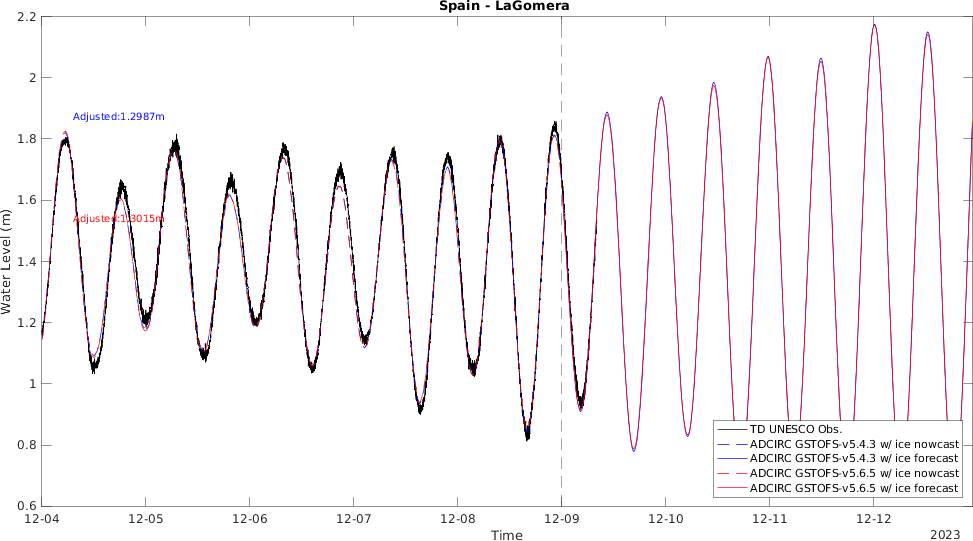 Spain - LaGomera
2.2
2
1.8
1.6
1.4
1.2
1
0.8
0.6
Water Level (m)
Adjusted:1.2987m
Adjusted:1.3015m
TD UNESCO Obs.
ADCIRC GSTOFS-v5.4.3 w/ ice nowcast
ADCIRC GSTOFS-v5.4.3 w/ ice forecast
ADCIRC GSTOFS-v5.6.5 w/ ice nowcast
ADCIRC GSTOFS-v5.6.5 w/ ice forecast
12-04 12-05 12-06 12-07 12-08 12-09 12-10 12-11 12-12
Time
2023